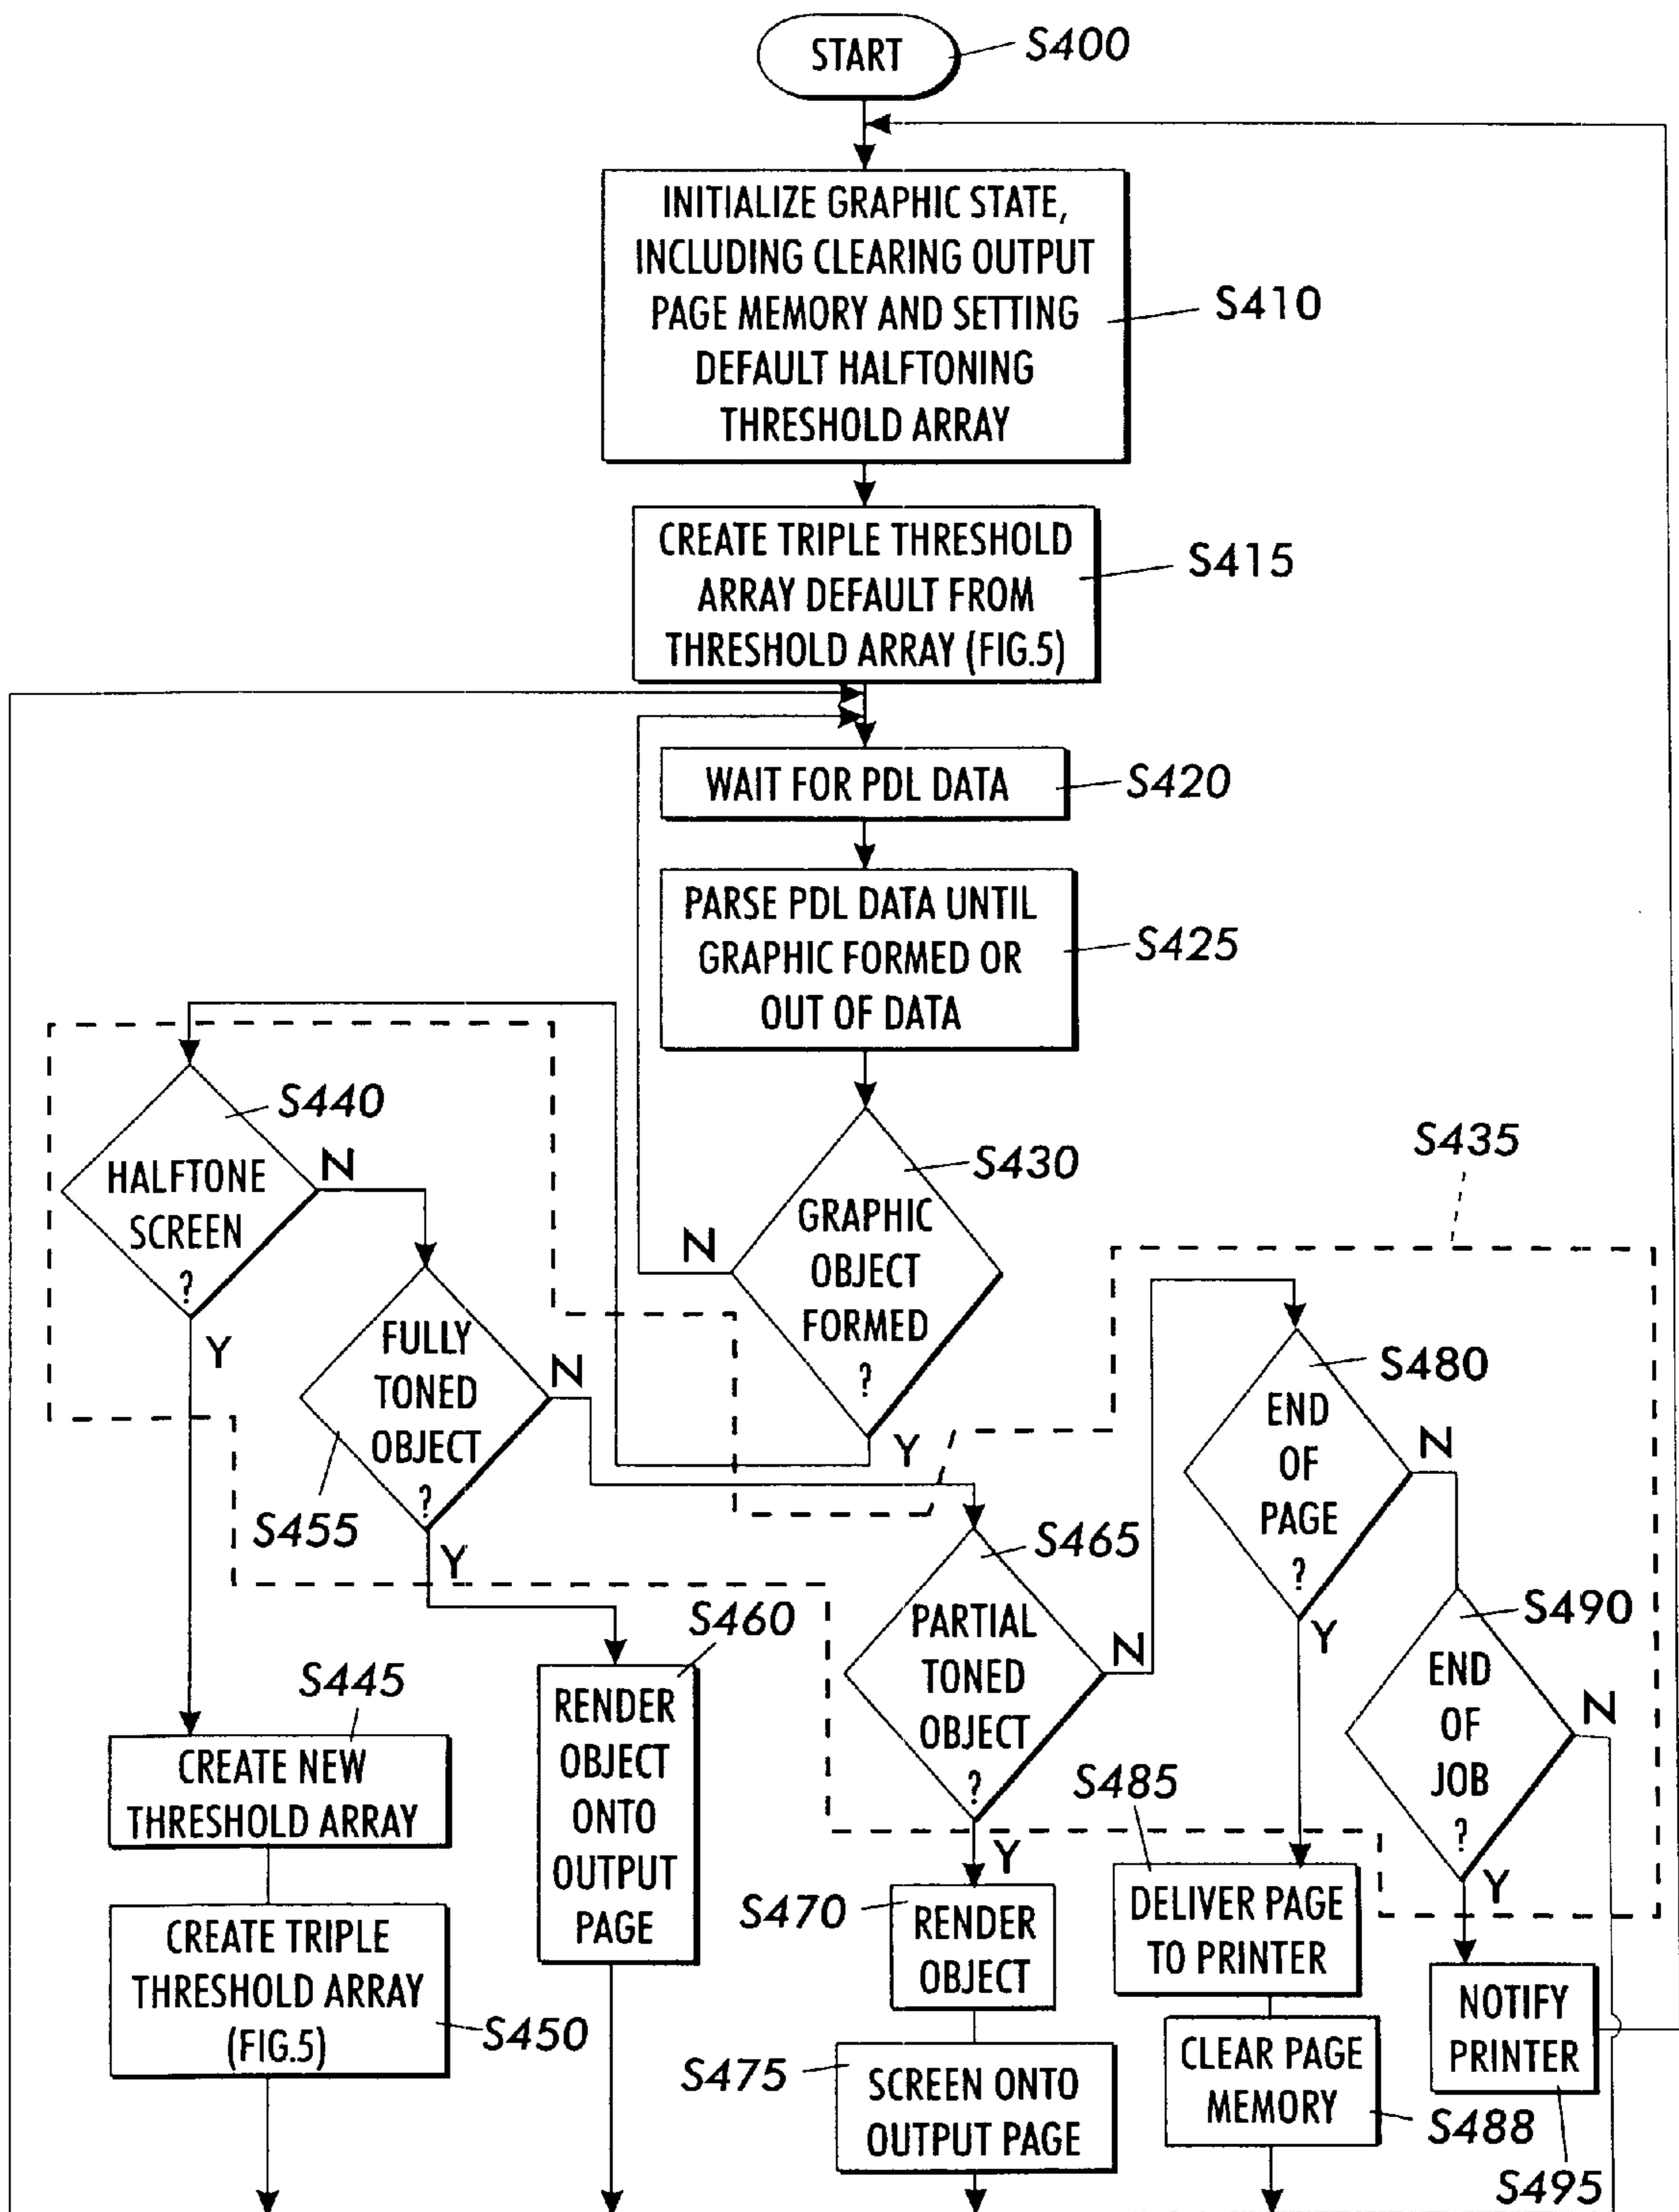 START
S400
INITIALIZE GRAPHIC STATE,
INCLUDING CLEARING OUTPUT
PAGE MEMORY AND SETTING
DEFAULT HALFTONING
THRESHOLD ARRAY
S410
CREATE TRIPLE THRESHOLD
ARRAY DEFAULT FROM
THRESHOLD ARRAY (FIG.5)
S415
WAIT FOR PDL DATA
S420
PARSE PDL DATA UNTIL
GRAPHIC FORMED OR
OUT OF DATA
S425
GRAPHIC
OBJECT
FORMED
?
S430
N
Y
S435
HALFTONE
SCREEN
?
S440
N
Y
FULLY
TONED
OBJECT
?
S455
N
Y
PARTIAL
TONED
OBJECT
?
S465
N
Y
END
OF
PAGE
?
S480
N
Y
END
OF
JOB
?
S490
N
Y
S445
CREATE NEW
THRESHOLD ARRAY
CREATE TRIPLE
THRESHOLD ARRAY
(FIG.5)
S450
S460
RENDER
OBJECT
ONTO
OUTPUT
PAGE
S470
RENDER
OBJECT
S475
SCREEN ONTO
OUTPUT PAGE
S485
DELIVER PAGE
TO PRINTER
CLEAR PAGE
MEMORY
S488
NOTIFY
PRINTER
S495